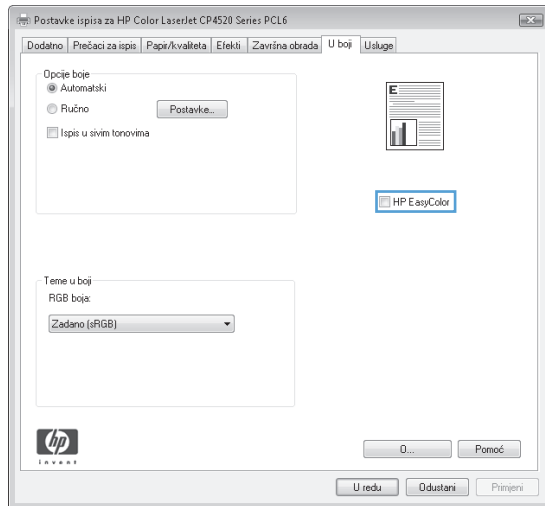 Postavke ispisa za HP Color LaserJet CP4520 Series PCL6
Dodatno Prečaci za ispis Papir/kvaliteta Efekti Završna obrada U boji Usluge
Opcije boje
Automatski
Ručno Postavke...
Ispis u sivim tonovima
E
HP EasyColor
Teme u boji
RGB boja:
Zadano (sRGB)
hp
invent
O... Pomoć
U redu Odustani Primjeni